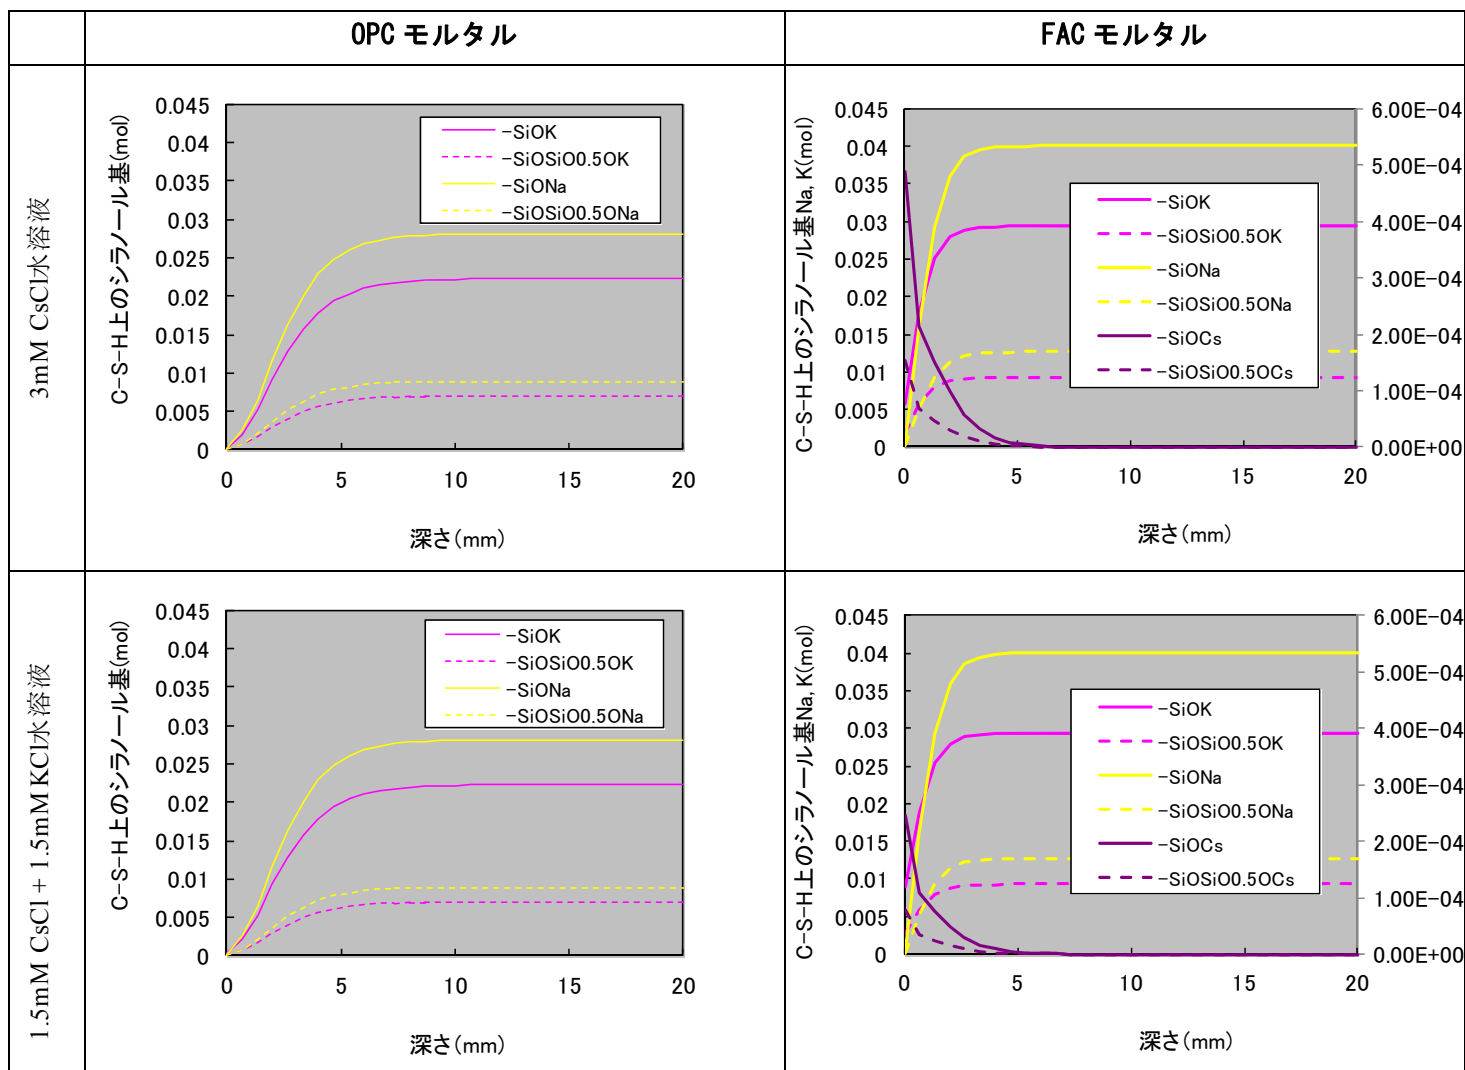 OPC モルタル
FAC モルタル
3mM CsCl水溶液
C-S-H上のシラノール基(mol)
0.045
0.04
0.035
0.03
0.025
0.02
0.015
0.01
0.005
0
-SiOK
-SiOSiO0.5OK
-SiONa
-SiOSiO0.5ONa
0 5 10 15 20
深さ(mm)
C-S-H上のシラノール基Na, K(mol)
0.045
0.04
0.035
0.03
0.025
0.02
0.015
0.01
0.005
0
-SiOK
-SiOSiO0.5OK
-SiONa
-SiOSiO0.5ONa
-SiOCs
-SiOSiO0.5OCs
6.00E-04
5.00E-04
4.00E-04
3.00E-04
2.00E-04
1.00E-04
0.00E+00
0 5 10 15 20
深さ(mm)
1.5mM CsCl + 1.5mM KCl水溶液
C-S-H上のシラノール基(mol)
0.045
0.04
0.035
0.03
0.025
0.02
0.015
0.01
0.005
0
-SiOK
-SiOSiO0.5OK
-SiONa
-SiOSiO0.5ONa
0 5 10 15 20
深さ(mm)
C-S-H上のシラノール基Na, K(mol)
0.045
0.04
0.035
0.03
0.025
0.02
0.015
0.01
0.005
0
-SiOK
-SiOSiO0.5OK
-SiONa
-SiOSiO0.5ONa
-SiOCs
-SiOSiO0.5OCs
6.00E-04
5.00E-04
4.00E-04
3.00E-04
2.00E-04
1.00E-04
0.00E+00
0 5 10 15 20
深さ(mm)